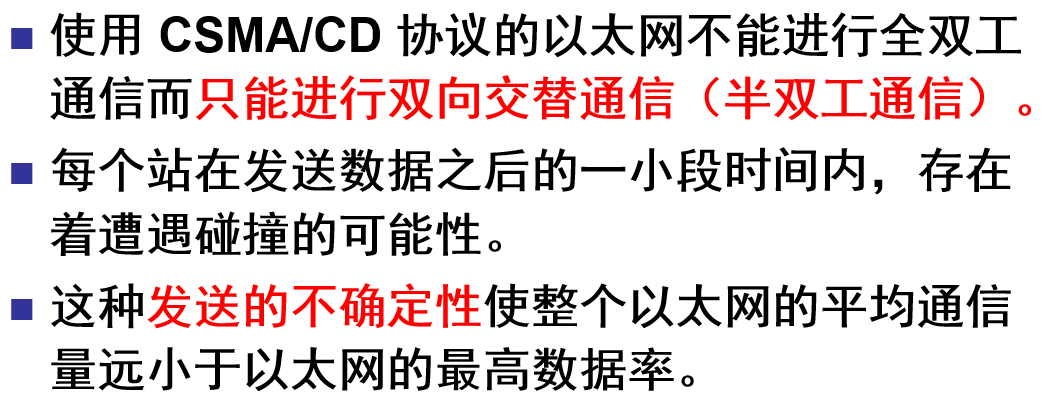 使用 CSMA/CD 协议的以太网不能进行全双工
通信而只能进行双向交替通信（半双工通信）。
每个站在发送数据之后的一小段时间内，存在
着遭遇碰撞的可能性。
这种发送的不确定性使整个以太网的平均通信
量远小于以太网的最高数据率。